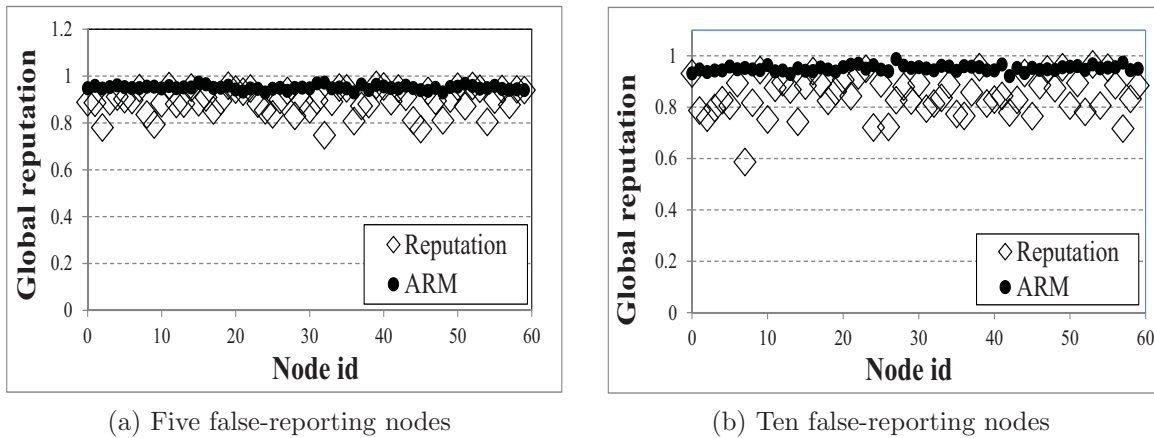 1.2
1
0.8
0.6
0.4
0.2
0
Global reputation
Reputation
ARM
0 10 20 30 40 50 60
Node id
(a) Five false-reporting nodes
1
0.8
0.6
0.4
0.2
0
Global reputation
Reputation
ARM
0 10 20 30 40 50 60
Node id
(b) Ten false-reporting nodes